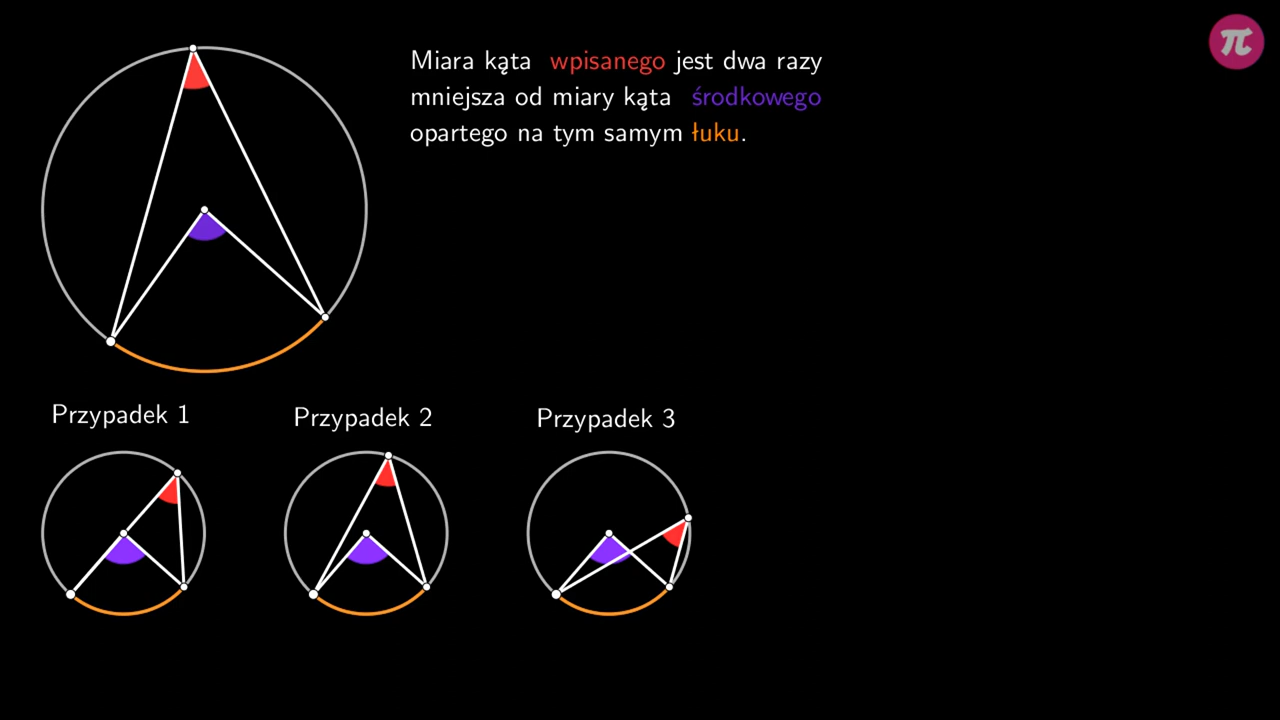 Miara kąta wpisanego jest dwa razy
mniejsza od miary kąta środkowego
opartego na tym samym łuku.
Przypadek 1
Przypadek 2
Przypadek 3
π